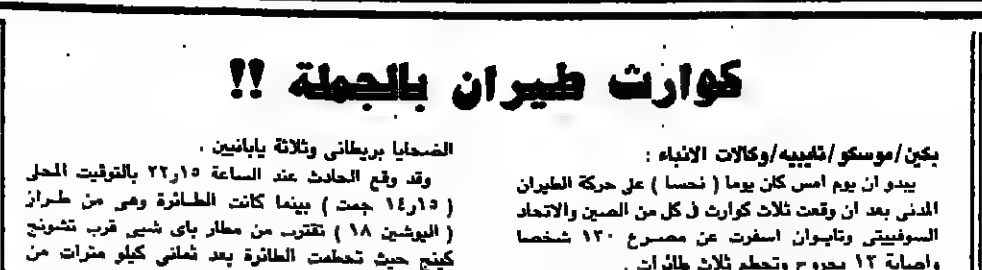 كوارث طيران بالجملة !!
بكين/موسكو/تايبيه/وكالات الانباء :
يبدو ان يوم امس كان يوما ( نحسا ) على حركة الطيران
المدنى بعد ان وقعت ثلاث كوارث فى كل من الصين والاتحاد
السوفييتى وتايوان اسفرت عن مصرع ١٣٠ شخصا
واصابة ١٢ بجروح وتحطم ثلاث طائرات .
الضحايا بريطانى وثلاثة يابانيين .
وقد وقع الحادث عند الساعة ١٥ر٢٢ بالتوقيت المحلى
( ١٥ر١٤ جمت ) بينما كانت الطائرة وهى من طراز
( اليوشين ١٨ ) تقترب من مطار باى شيى قرب تشونج
كينج حيث تحطمت الطائرة بعد ثمانى كيلو مترات من